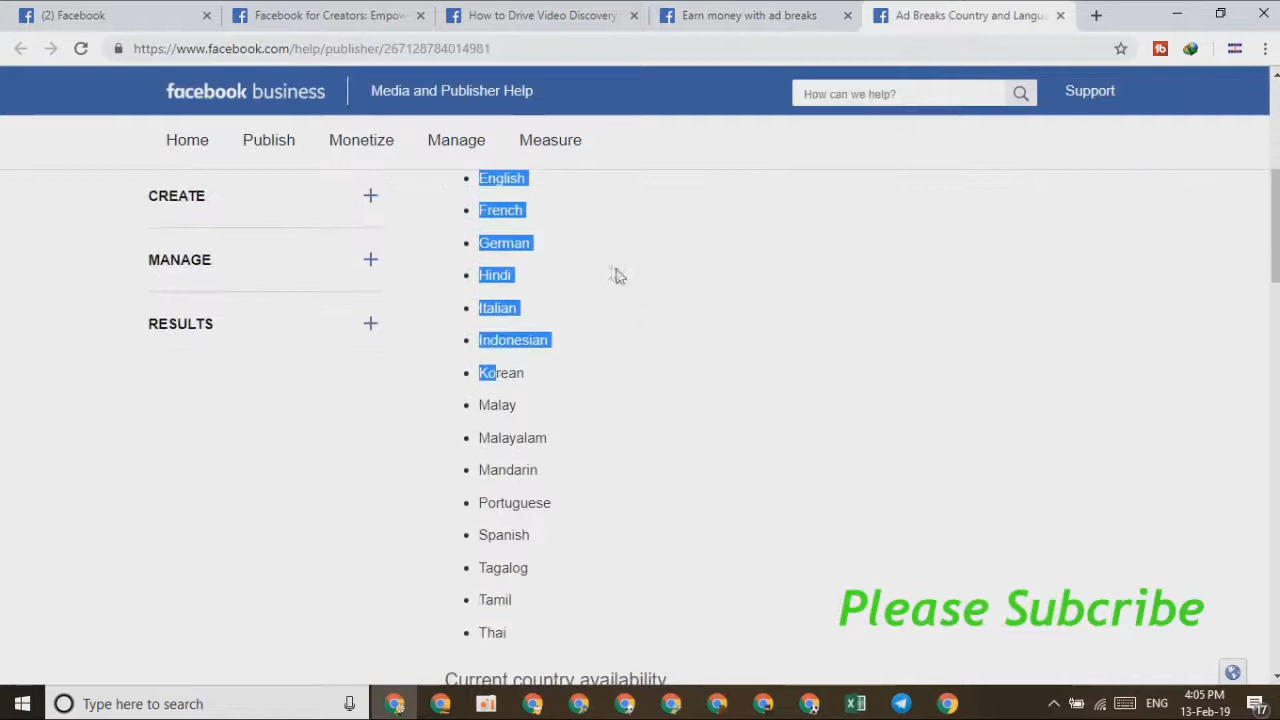 (2) Facebook
Facebook for Creators: Empow
How to Drive Video Discovery
Earn money with ad breaks
Ad Breaks Country and Langu
https://www.facebook.com/help/publisher/267128784014981
facebook business
Media and Publisher Help
How can we help?
Support
Home
Publish
Monetize
Manage
Measure
CREATE
MANAGE
RESULTS
English
French
German
Hindi
Italian
Indonesian
Korean
Malay
Malayalam
Mandarin
Portuguese
Spanish
Tagalog
Tamil
Thai
Current country availability
Please Subcribe
Type here to search
ENG
4:05 PM
13-Feb-19
17